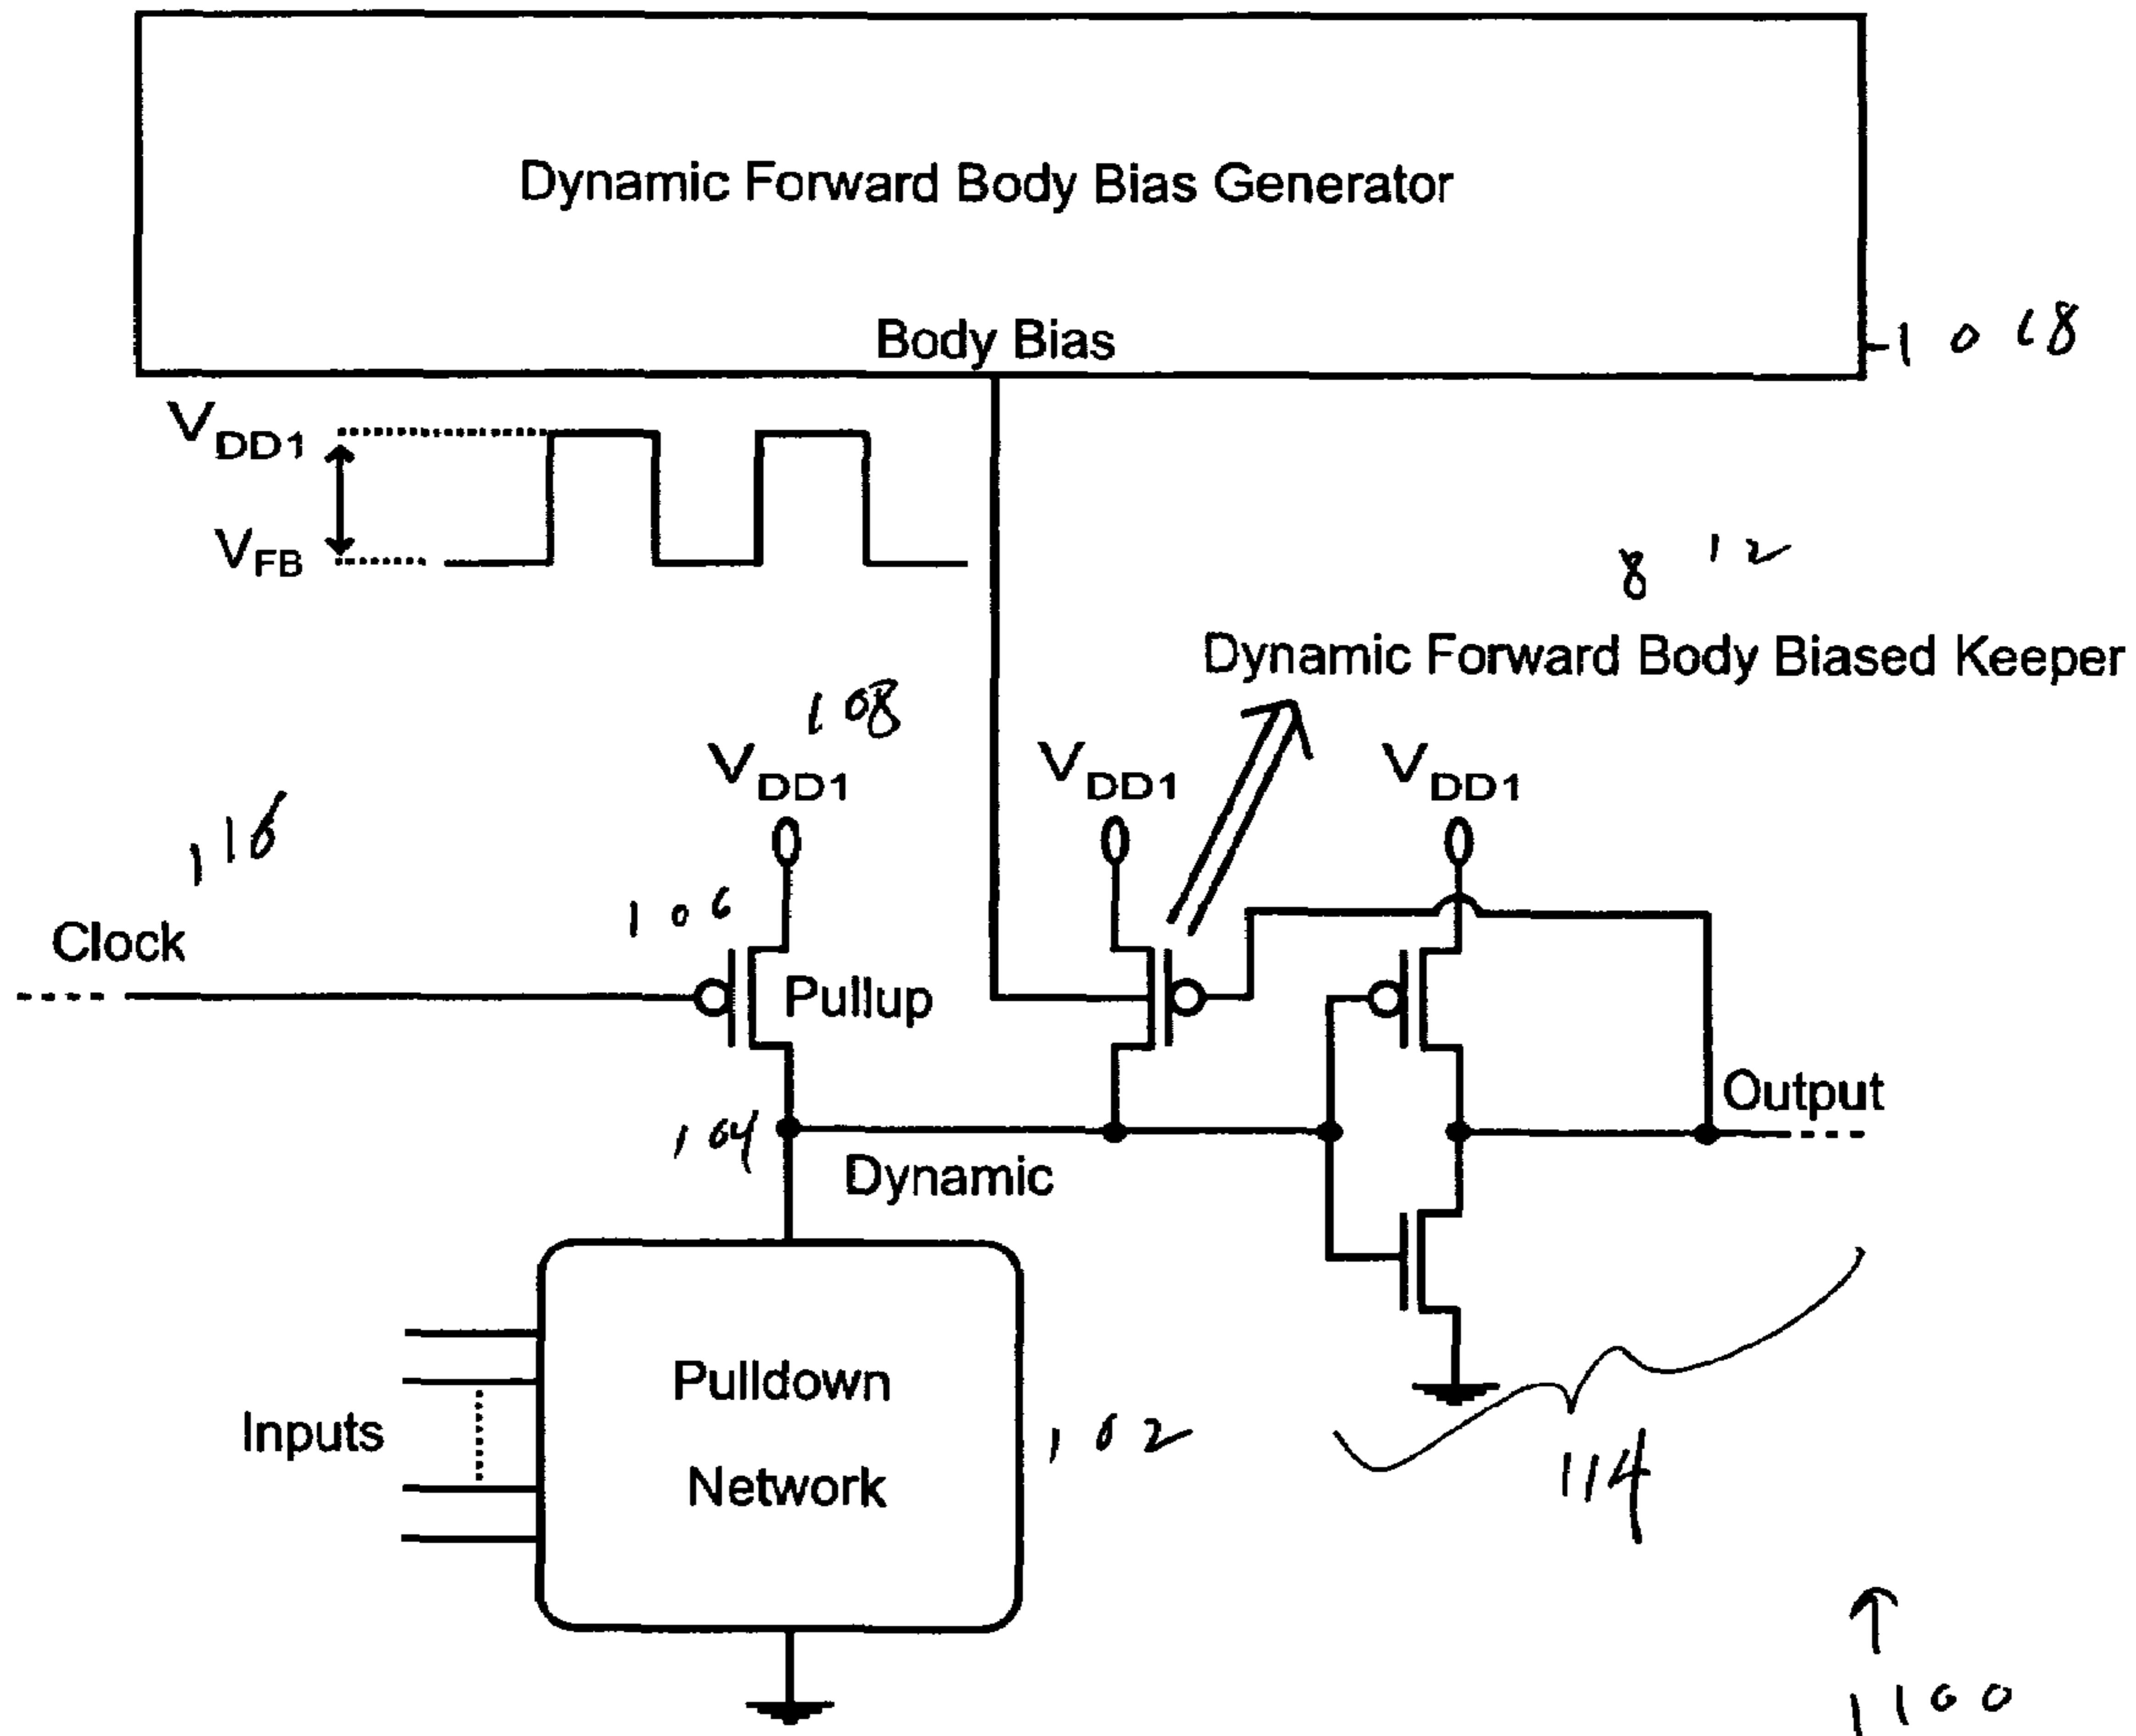 Dynamic Forward Body Bias Generator
Body Bias
1018
VDD1
VFB
812
Dynamic Forward Body Biased Keeper
108
VDD1
VDD1
VDD1
116
106
Clock
Pullup
Output
104
Dynamic
Pulldown
Inputs
102
Network
114
1100